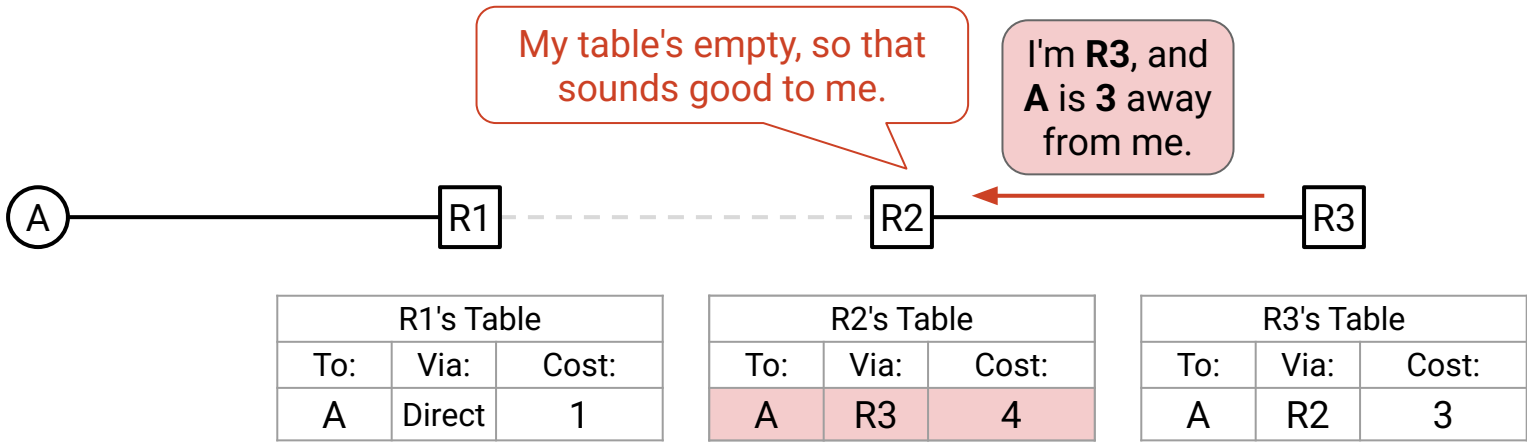 My table's empty, so that
sounds good to me.
I'm R3, and
A is 3 away
from me.
A
R1
R2
R3
R1's Table
To: Via: Cost:
A Direct 1
R2's Table
To: Via: Cost:
A R3 4
R3's Table
To: Via: Cost:
A R2 3